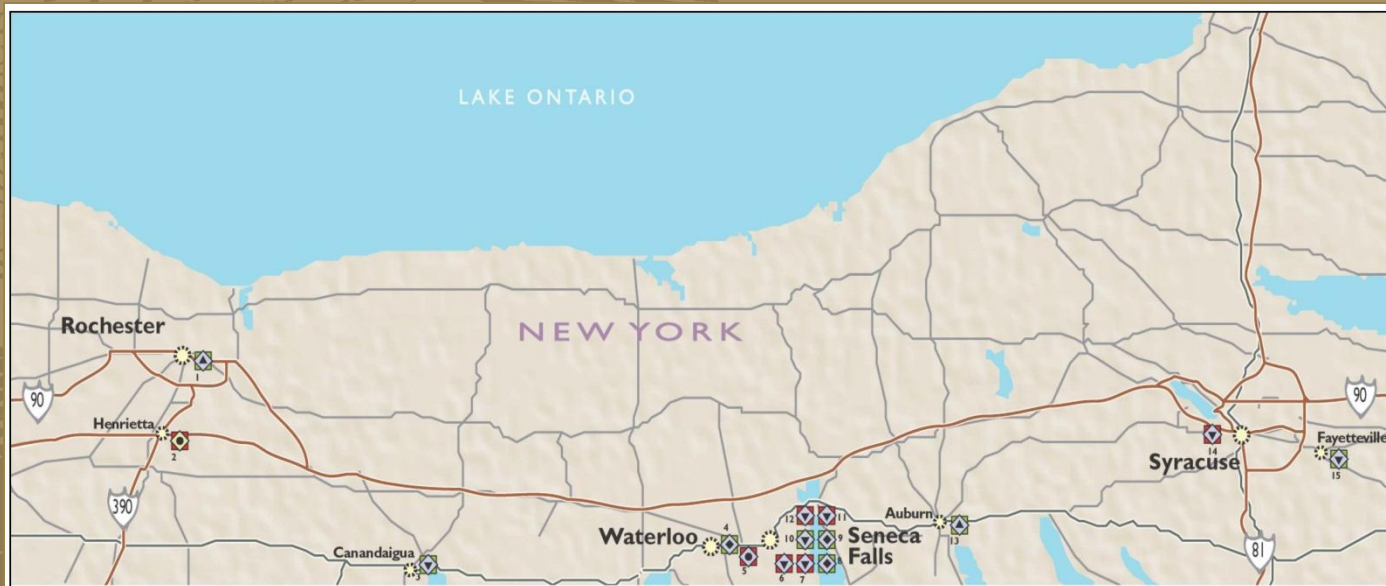 LAKE ONTARIO
Rochester
NEW YORK
1
90
90
Henrietta
2
Fayetteville
14
Syracuse
15
390
12
11
Auburn
4
Waterloo
10
9
Seneca
13
Falls
81
Canandaigua
5
3
6
7
8